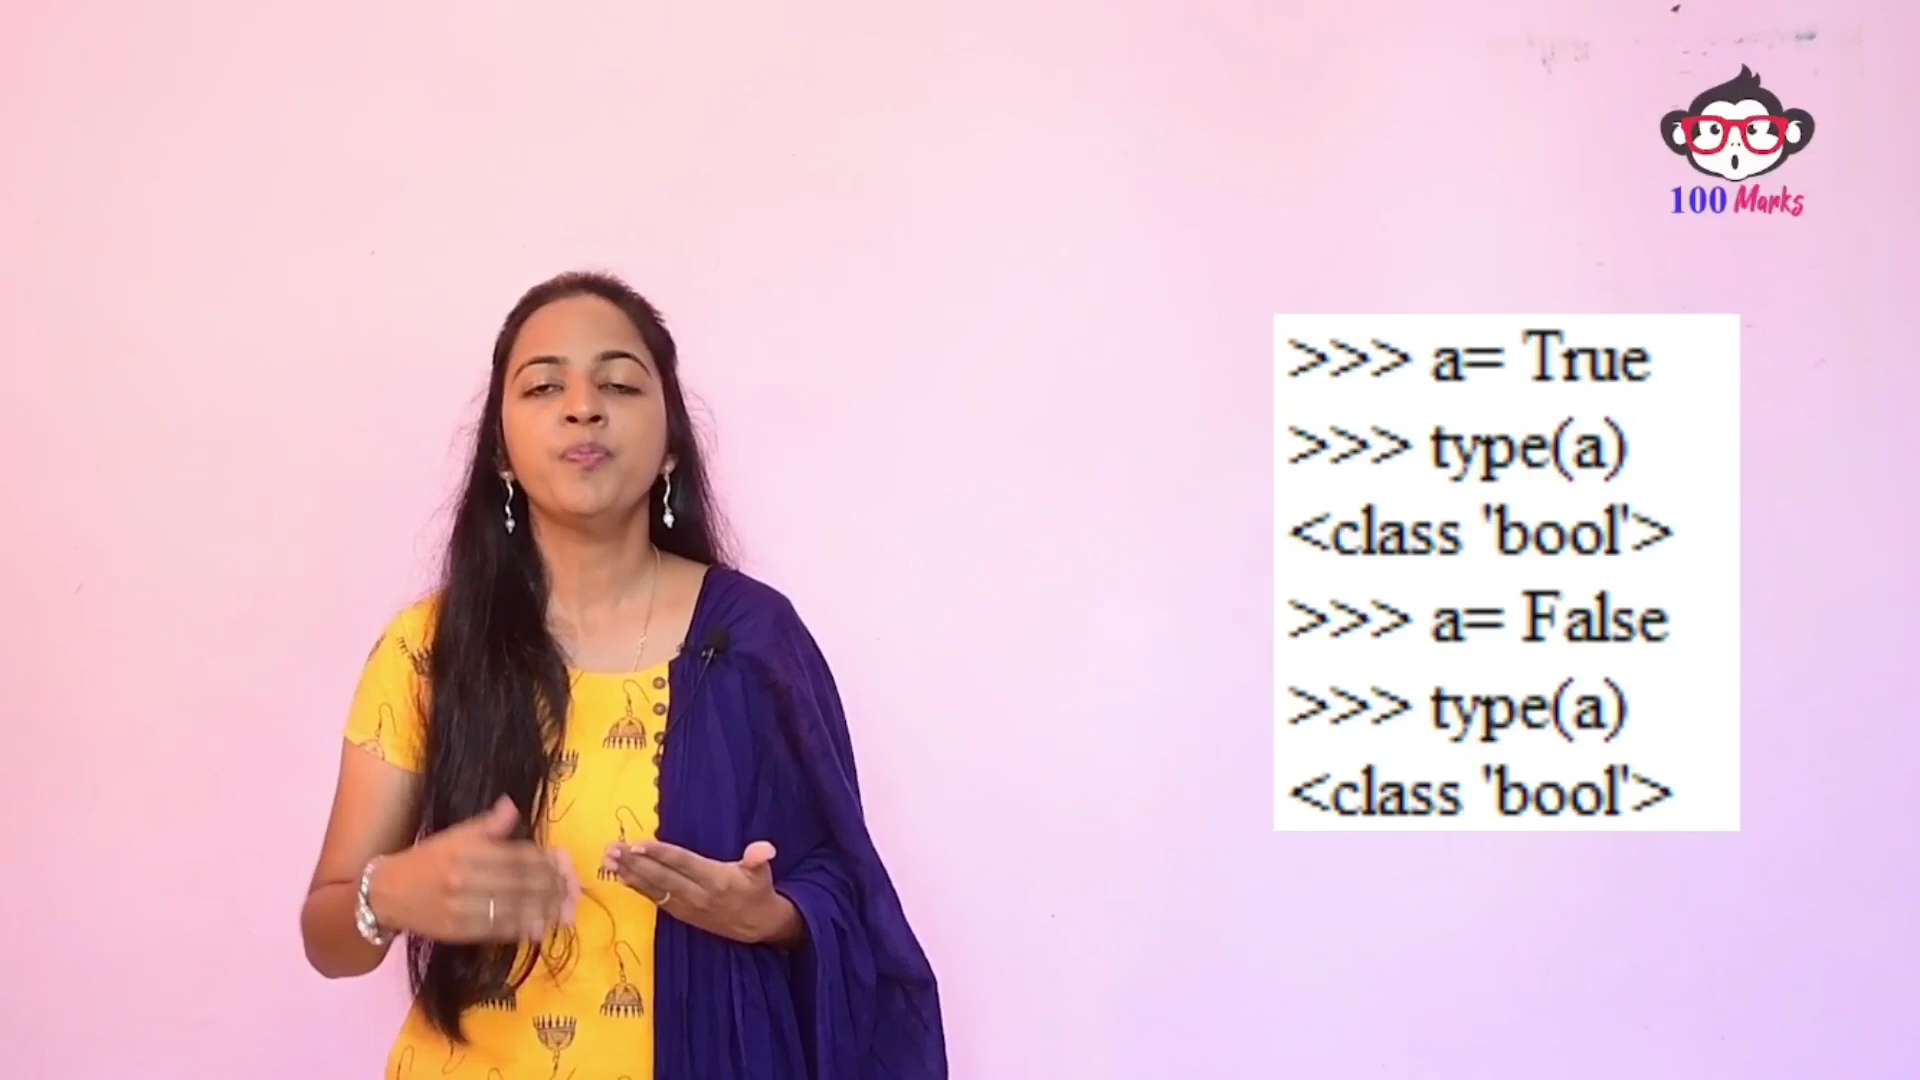 100 Marks
>>> a= True
>>> type(a)
<class 'bool'>
>>> a= False
>>> type(a)
<class 'bool'>